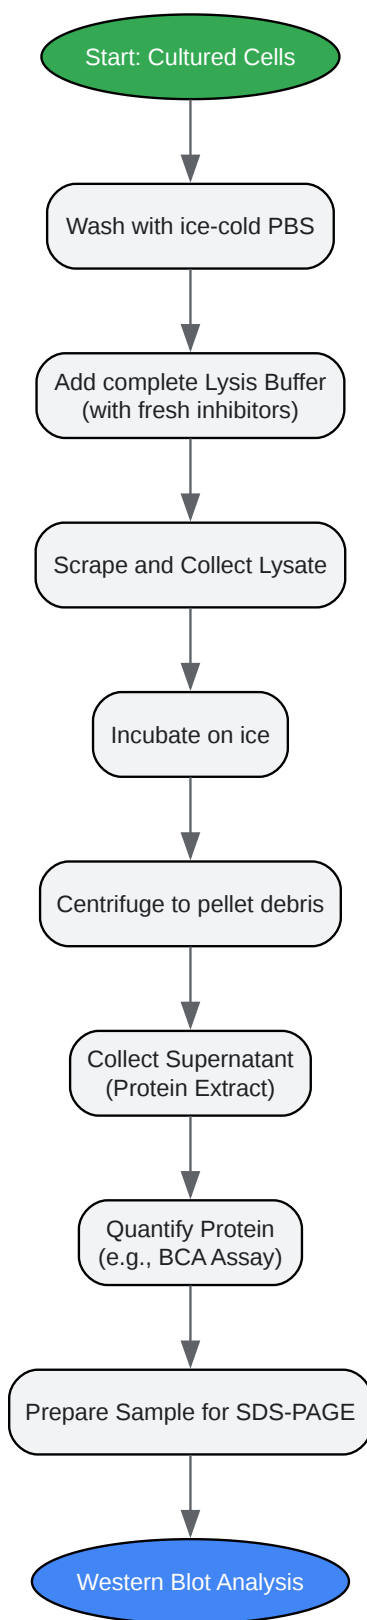 Start: Cultured Cells
Wash with ice-cold PBS
Add complete Lysis Buffer
(with fresh inhibitors)
Scrape and Collect Lysate
Incubate on ice
Centrifuge to pellet debris
Collect Supernatant
(Protein Extract)
Quantify Protein
(e.g., BCA Assay)
Prepare Sample for SDS-PAGE
Western Blot Analysis